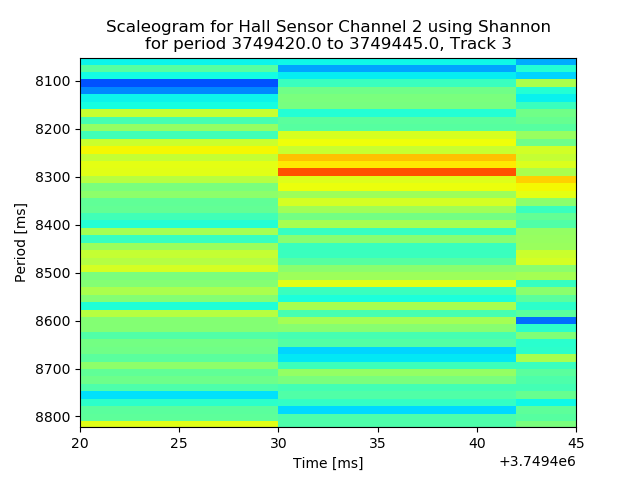 Scaleogram for Hall Sensor Channel 2 using Shannon
for period 3749420.0 to 3749445.0, Track 3
8100
8200
8300
8400
8500
8600
8700
8800
Period [ms]
20 25 30 35 40 45
Time [ms]
+3.7494e6